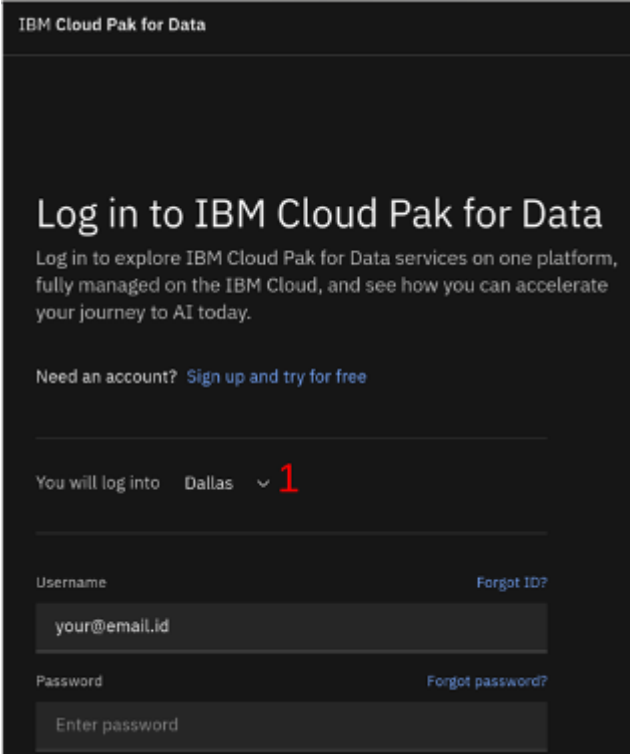 IBM Cloud Pak for Data
Log in to IBM Cloud Pak for Data
Log in to explore IBM Cloud Pak for Data services on one platform,
fully managed on the IBM Cloud, and see how you can accelerate
your journey to AI today.
Need an account? Sign up and try for free
You will log into Dallas 1
Username Forgot ID?
your@email.id
Password Forgot password?
Enter password